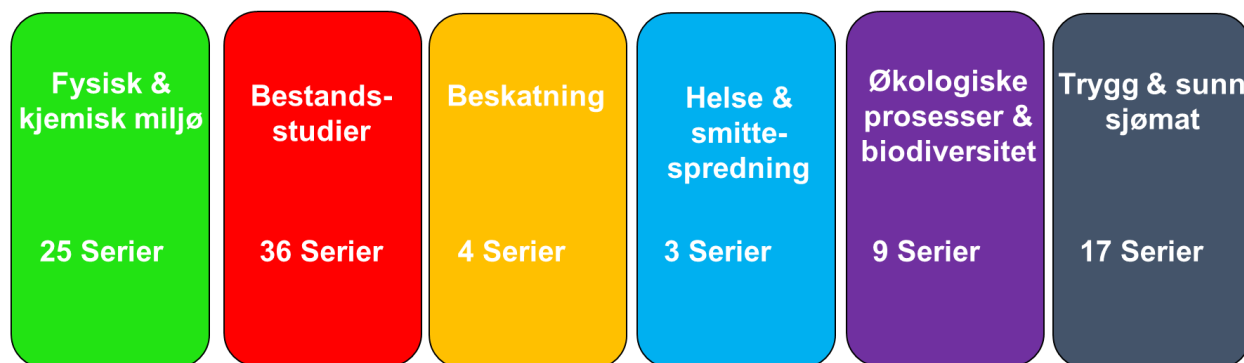 Fysisk &
kjemisk miljø
25 Serier
Bestands-
studier
36 Serier
Beskatning
4 Serier
Helse &
smitte-
spredning
3 Serier
Økologiske
prosesser &
biodiversitet
9 Serier
Trygg & sunn
sjømat
17 Serier